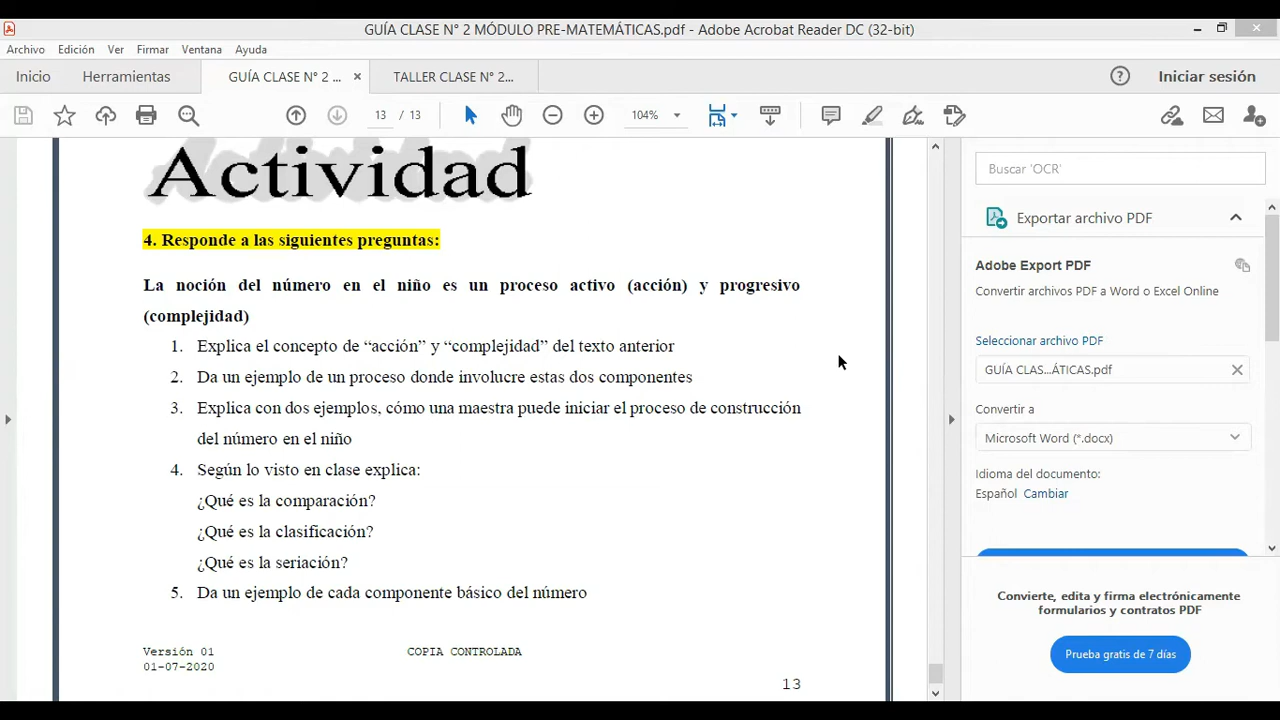 GUÍA CLASE N° 2 MÓDULO PRE-MATEMÁTICAS.pdf - Adobe Acrobat Reader DC (32-bit)
Archivo Edición Ver Firmar Ventana Ayuda
Inicio Herramientas GUÍA CLASE N° 2 ... × TALLER CLASE N° 2... Iniciar sesión
13 / 13 104%
Actividad
4. Responde a las siguientes preguntas:
La noción del número en el niño es un proceso activo (acción) y progresivo
(complejidad)
1. Explica el concepto de “acción” y “complejidad” del texto anterior
2. Da un ejemplo de un proceso donde involucre estas dos componentes
3. Explica con dos ejemplos, cómo una maestra puede iniciar el proceso de construcción
del número en el niño
4. Según lo visto en clase explica:
¿Qué es la comparación?
¿Qué es la clasificación?
¿Qué es la seriación?
5. Da un ejemplo de cada componente básico del número
Versión 01 COPIA CONTROLADA
01-07-2020
13
Buscar 'OCR'
Exportar archivo PDF
Adobe Export PDF
Convertir archivos PDF a Word o Excel Online
Seleccionar archivo PDF
GUÍA CLAS...ÁTICAS.pdf
Convertir a
Microsoft Word (*.docx)
Idioma del documento:
Español Cambiar
Convierte, edita y firma electrónicamente
formularios y contratos PDF
Prueba gratis de 7 días